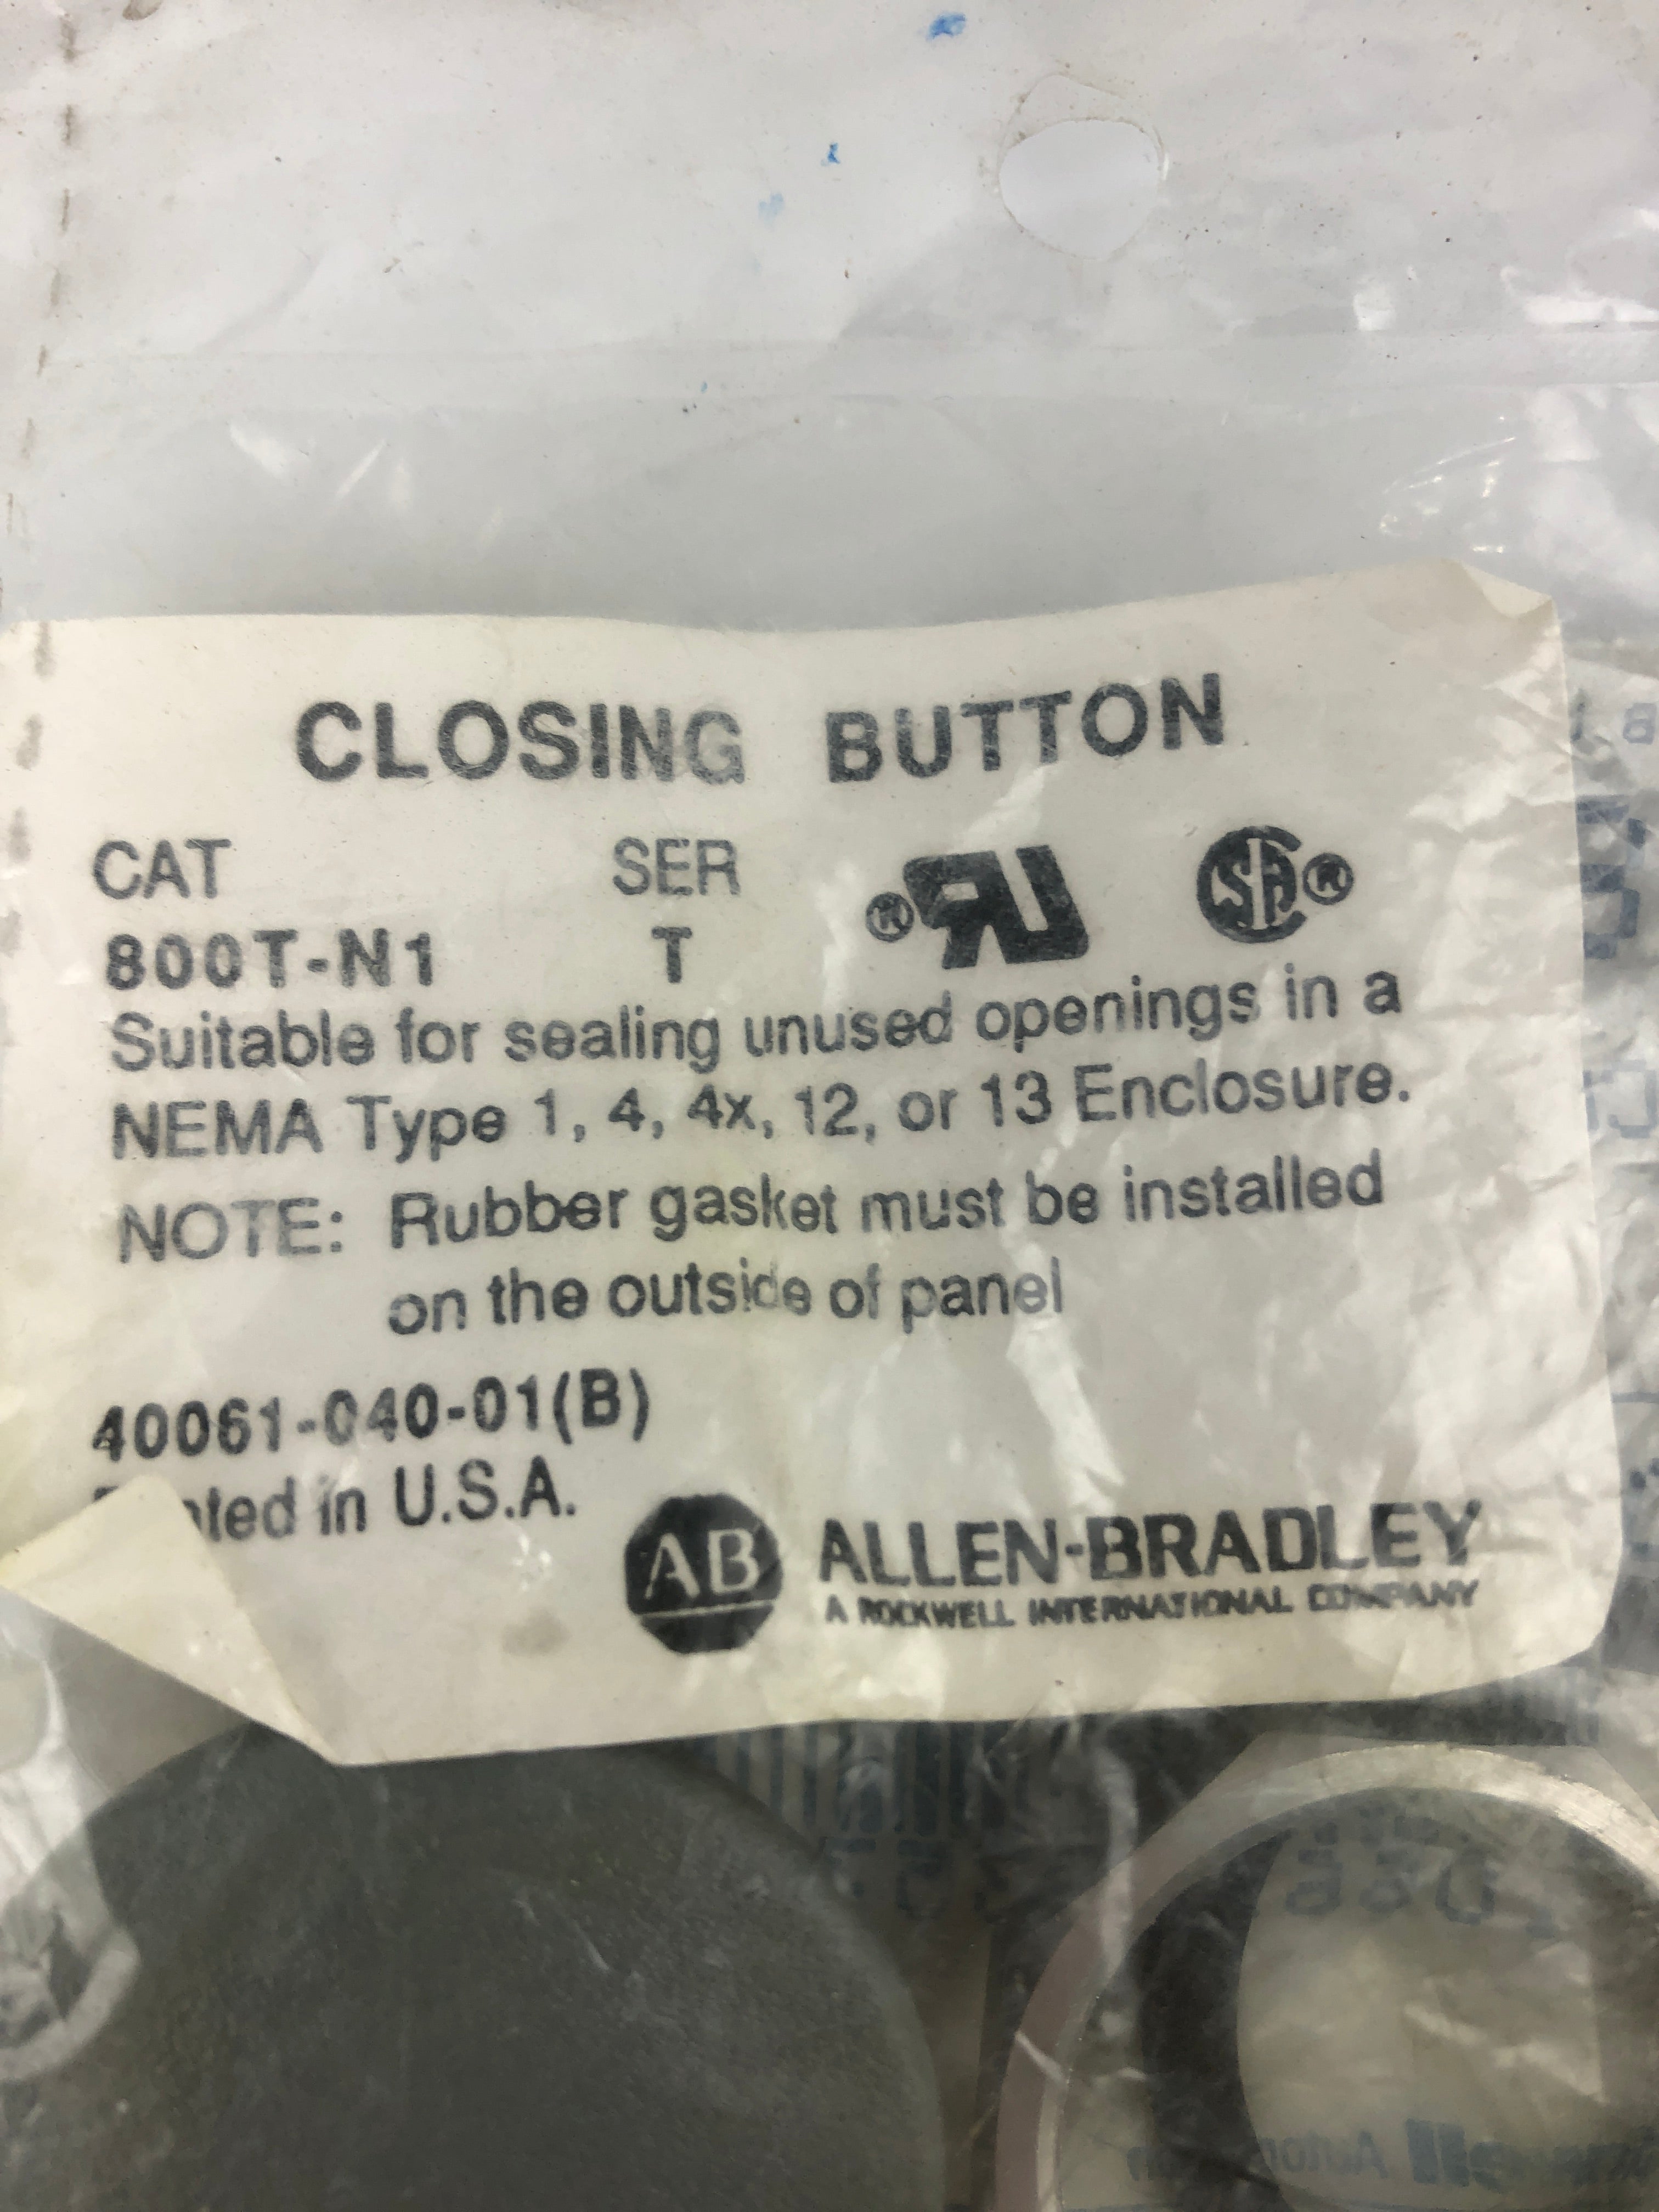 CLOSING BUTTON
CAT SER
800T-N1 T
® RU SA ®
Suitable for sealing unused openings in a
NEMA Type 1, 4, 4x, 12, or 13 Enclosure.
NOTE: Rubber gasket must be installed
on the outside of panel
40061-040-01(B)
in U.S.A.
AB ALLEN-BRADLEY
A ROCKWELL INTERNATIONAL COMPANY